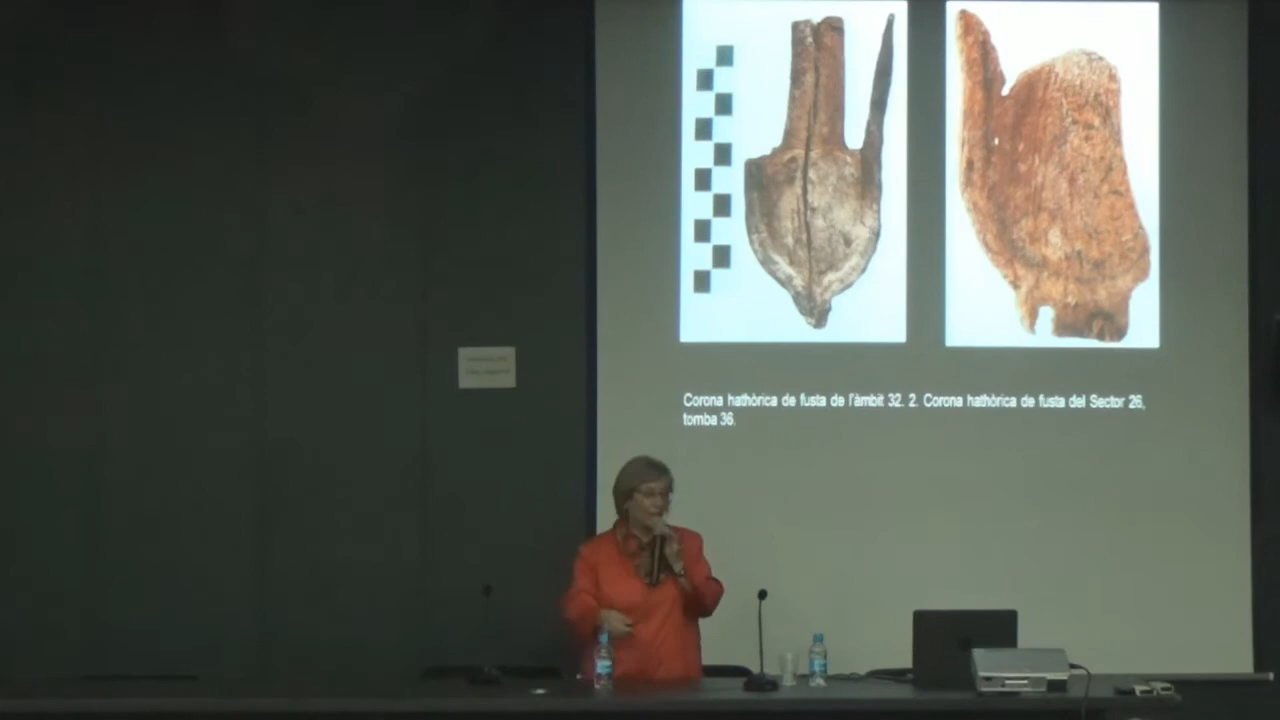 Corona hathòrica de fusta de l'àmbit 32. 2. Corona hathòrica de fusta del Sector 26,
tomba 36.